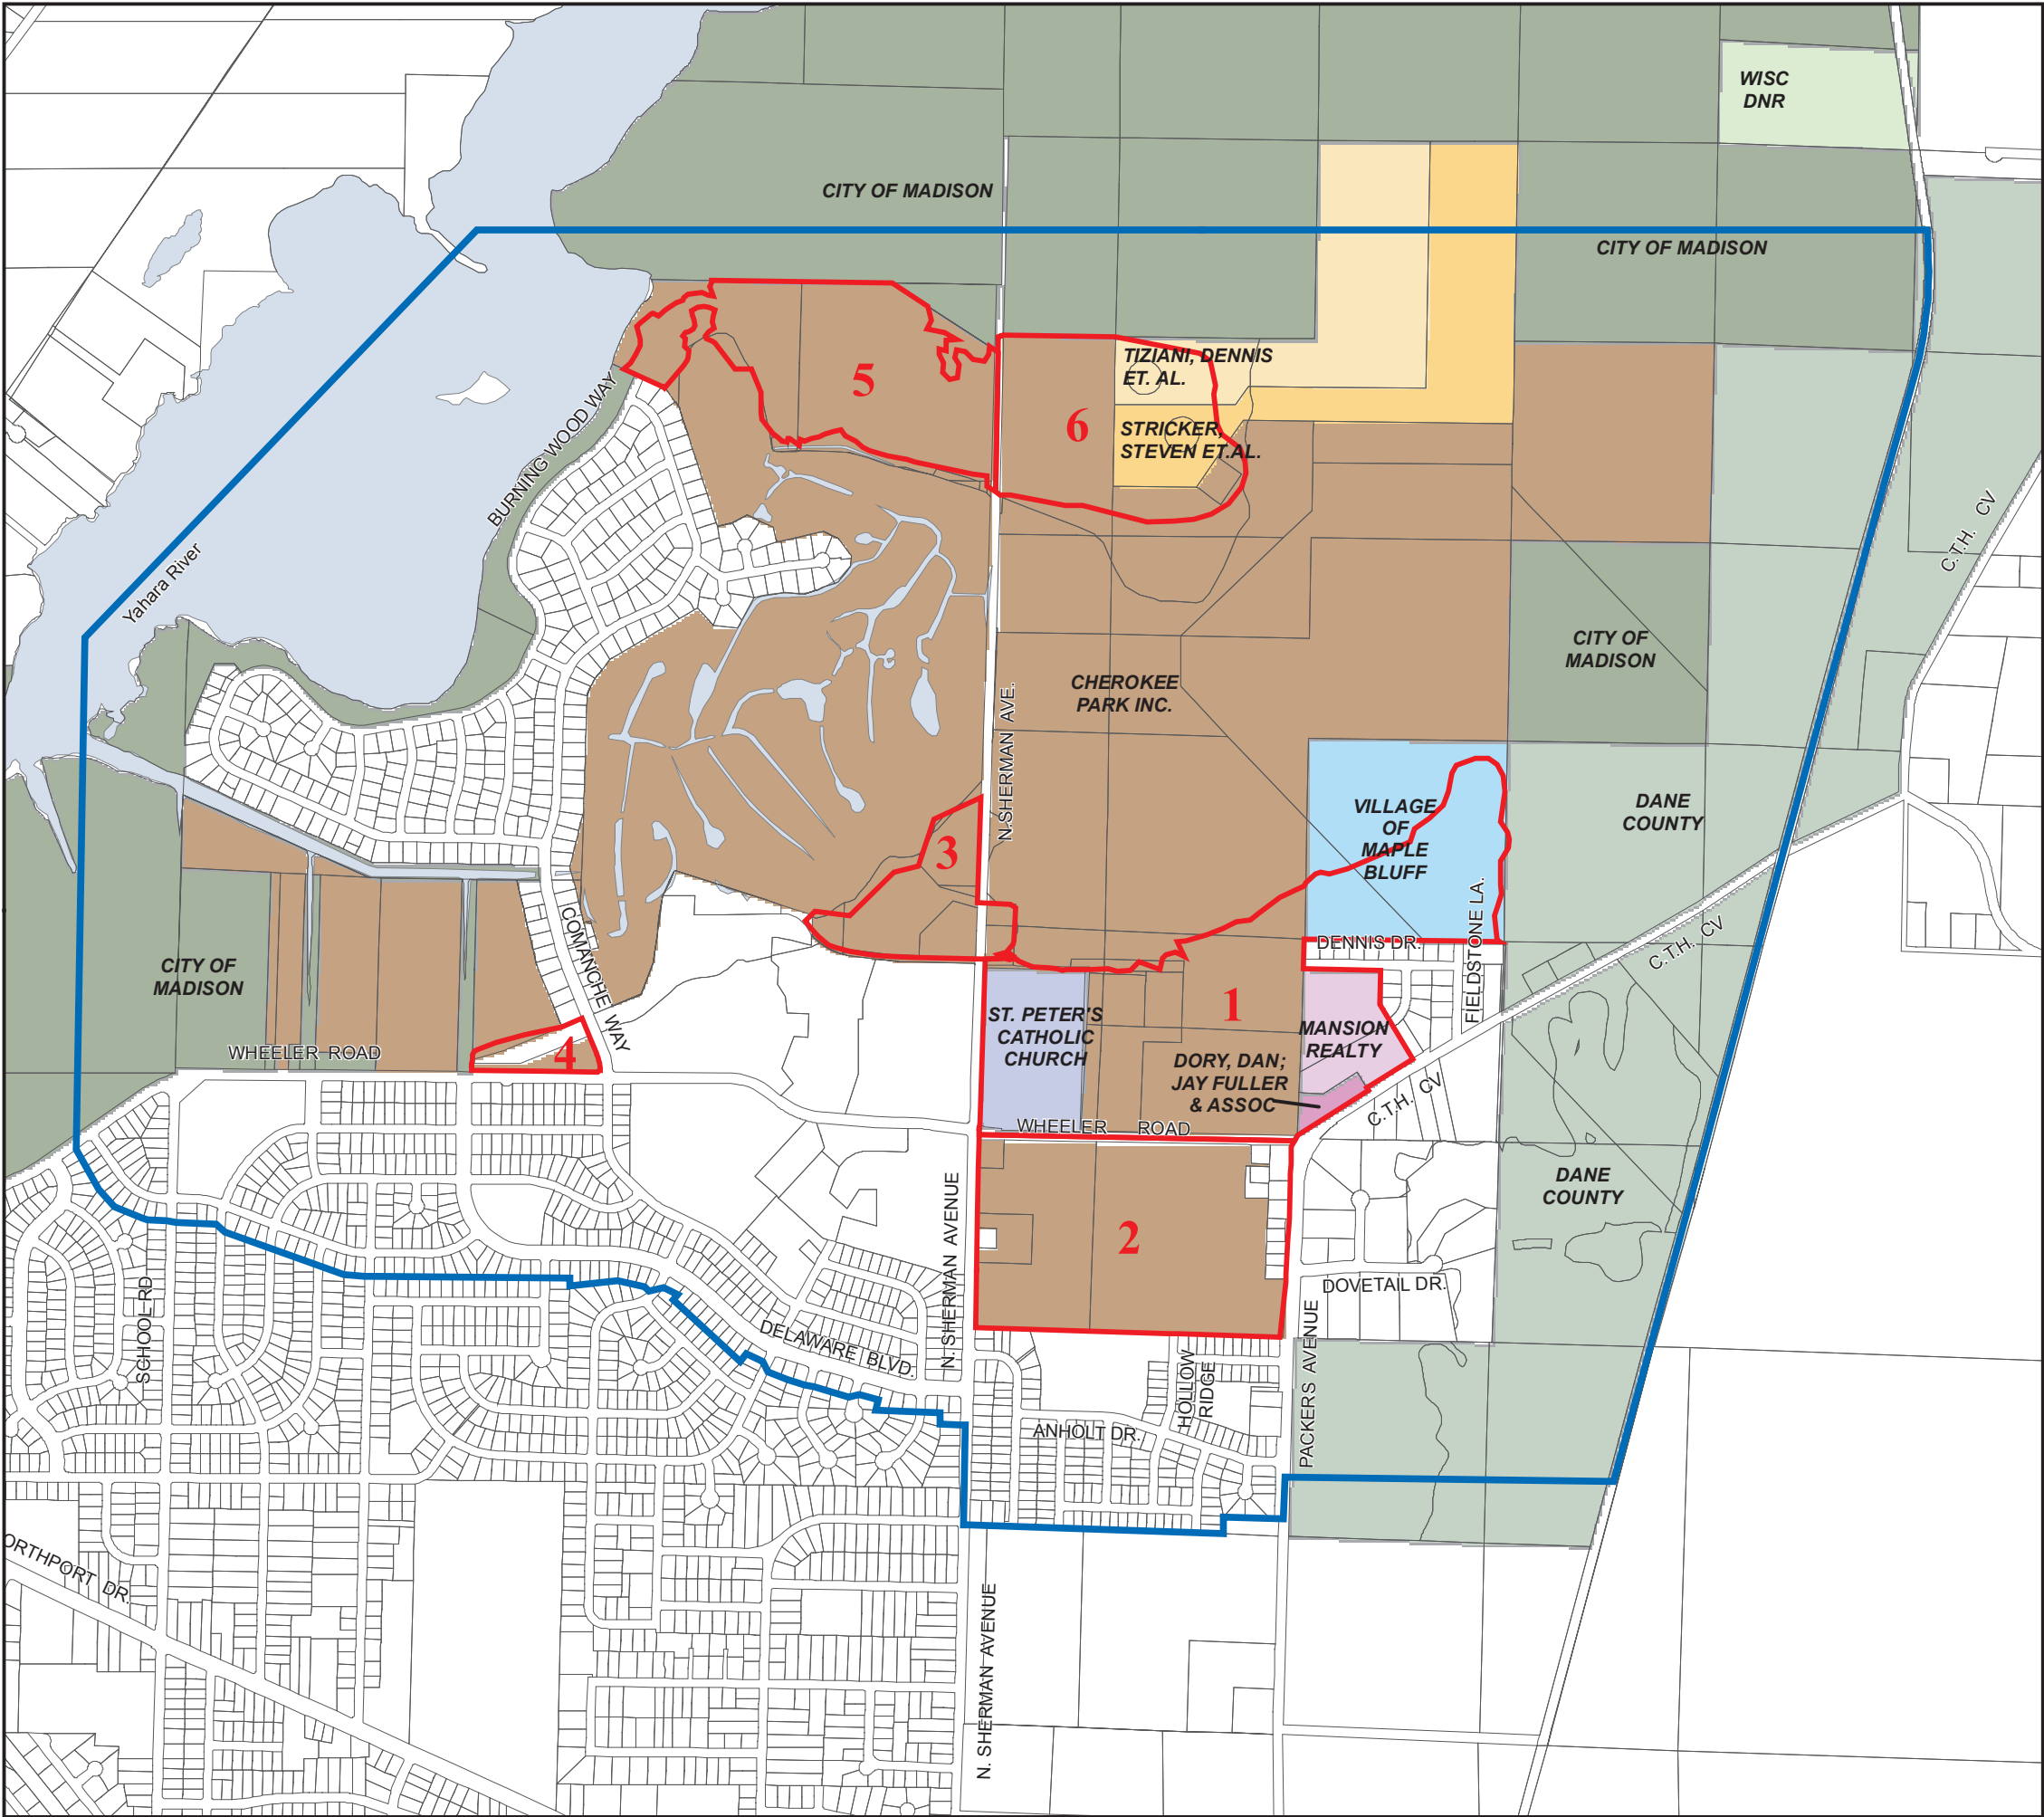 WISC
DNR
CITY OF MADISON
CITY OF MADISON
TIZIANI, DENNIS
ET. AL.
5
6
STRICKER,
STEVEN ET.AL.
BURNING WOOD WAY
C.T.H. CV
Yahara River
CITY OF
MADISON
CHEROKEE
PARK INC.
N.SHERMAN AVE.
VILLAGE
OF
MAPLE
BLUFF
DANE
COUNTY
3
FIELDSTONE LA.
COMANCHE WAY
DENNIS DR.
C.T.H. CV
CITY OF
MADISON
1
ST. PETER'S
CATHOLIC
CHURCH
MANSION
REALTY
WHEELER ROAD
4
DORY, DAN;
JAY FULLER
& ASSOC
C.T.H. CV
WHEELER ROAD
DANE
COUNTY
N. SHERMAN AVENUE
2
SCHOOL RD
DOVETAIL DR.
DELAWARE BLVD.
HOLLOW
RIDGE
PACKERS AVENUE
ANHOLT DR.
ORTHPORT DR.
N. SHERMAN AVENUE